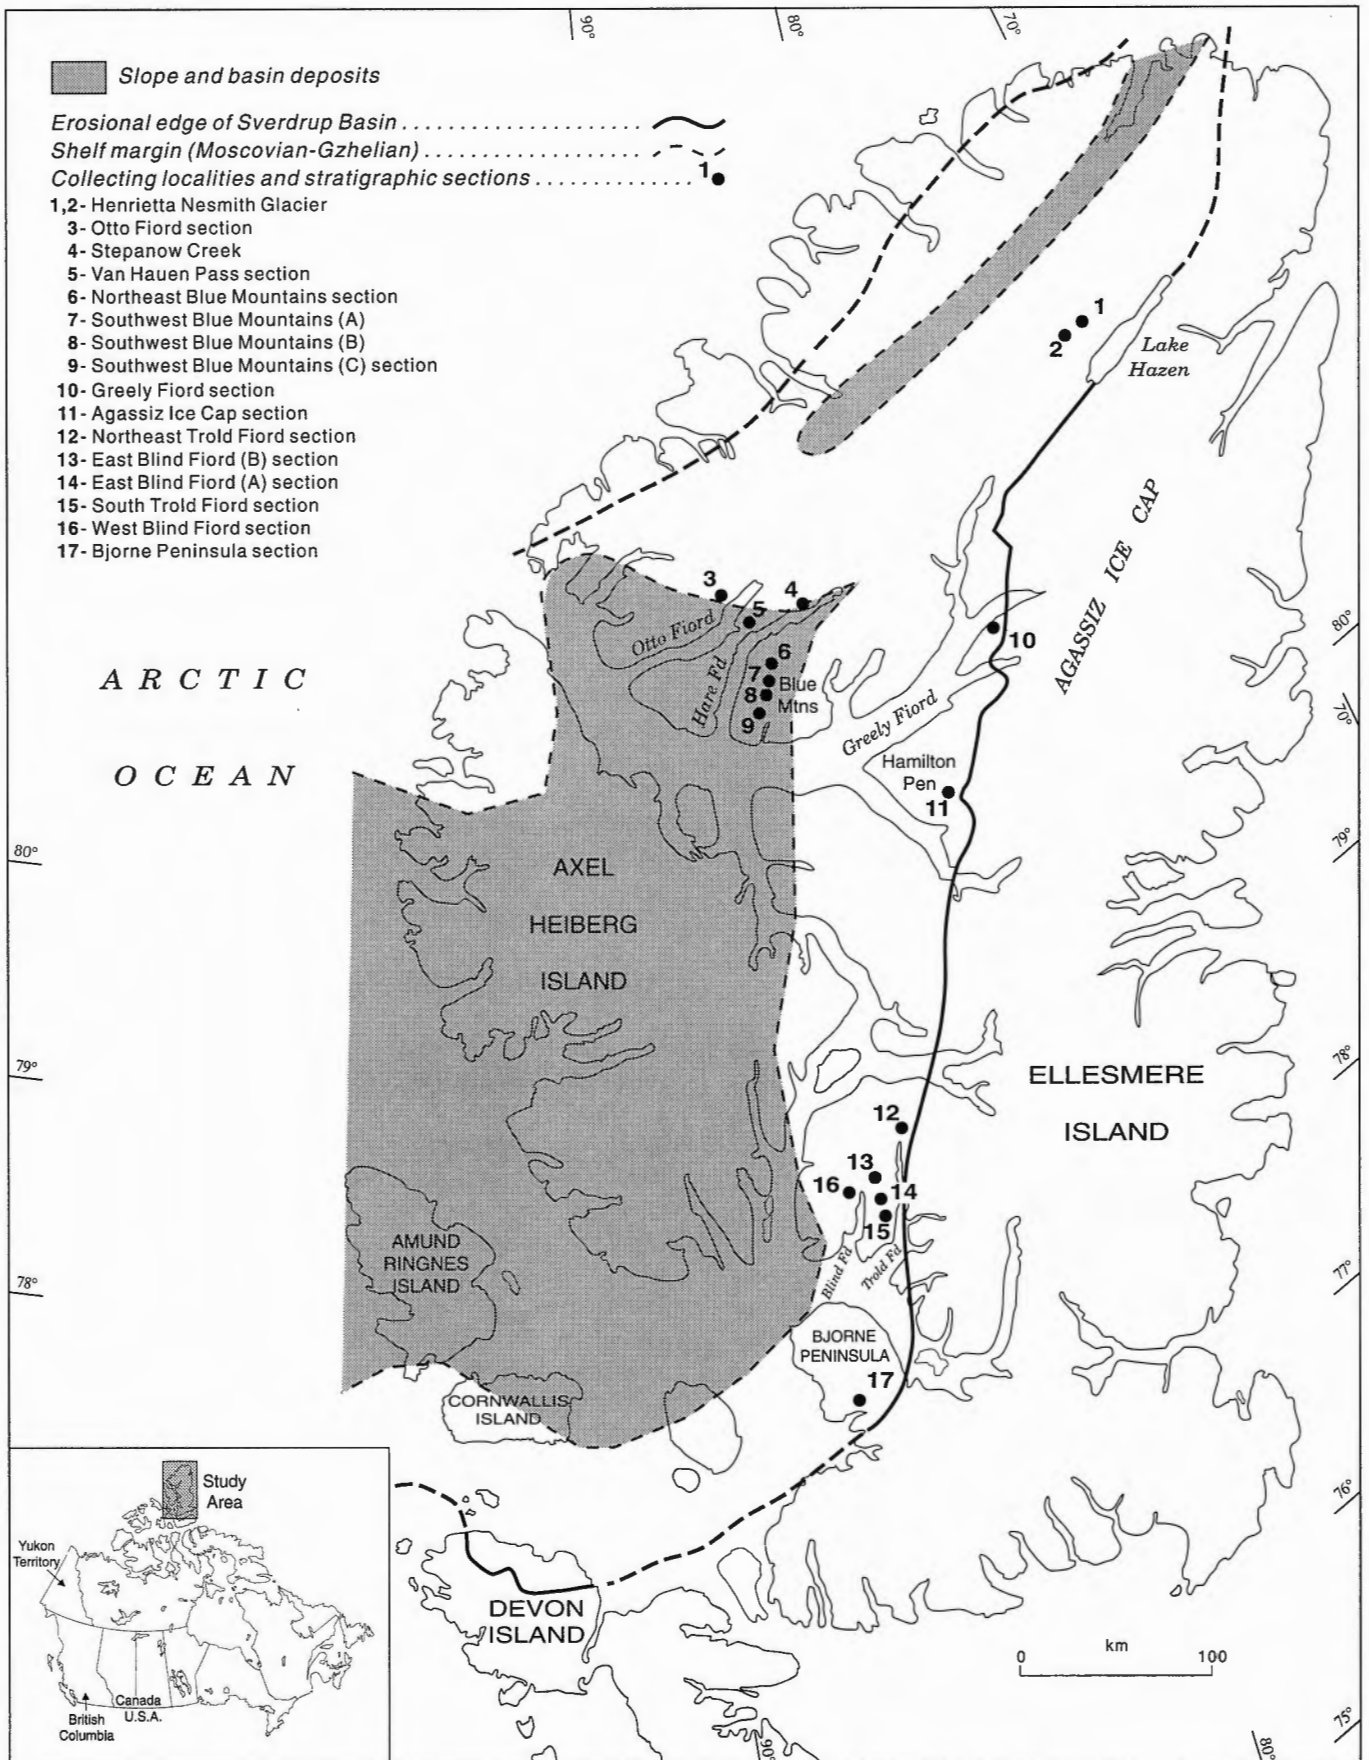 90°
80°
70°
Slope and basin deposits
Erosional edge of Sverdrup Basin
Shelf margin (Moscovian-Gzhelian)
Collecting localities and stratigraphic sections 1
1,2- Henrietta Nesmith Glacier
3- Otto Fiord section
4- Stepanow Creek
5- Van Hauen Pass section
6- Northeast Blue Mountains section
7- Southwest Blue Mountains (A)
8- Southwest Blue Mountains (B)
9- Southwest Blue Mountains (C) section
10- Greely Fiord section
11- Agassiz Ice Cap section
12- Northeast Trold Fiord section
13- East Blind Fiord (B) section
14- East Blind Fiord (A) section
15- South Trold Fiord section
16- West Blind Fiord section
17- Bjorne Peninsula section
1
2
Lake
Hazen
AGASSIZ ICE CAP
3
4
5
Otto Fiord
Hare Fd
6
7
8
9
Blue
Mtns
10
Greely Fiord
Hamilton
Pen
11
80°
70°
ARCTIC
OCEAN
80°
79°
AXEL
HEIBERG
ISLAND
79°
78°
ELLESMERE
ISLAND
12
13
14
15
16
Blind Fd
Trold Fd
AMUND
RINGNES
ISLAND
78°
77°
BJORNE
PENINSULA
17
CORNWALLIS
ISLAND
76°
Study
Area
Yukon
Territory
Canada
U.S.A.
British
Columbia
DEVON
ISLAND
km
0 100
75°
90°
80°